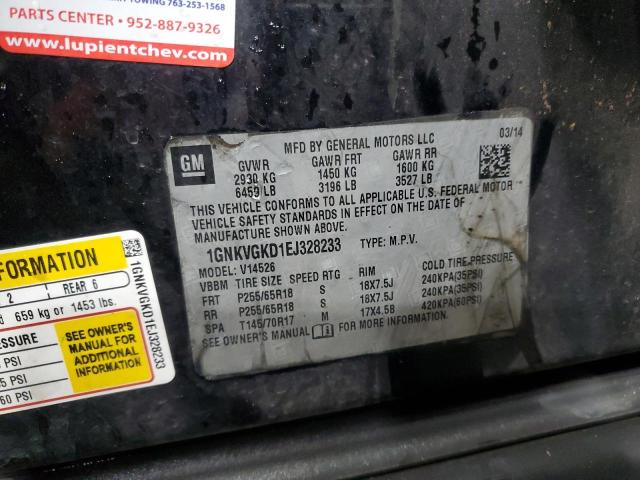 TOWING 763-253-1568
PARTS CENTER • 952-887-9326
www.lupientchev.com
GM
MFD BY GENERAL MOTORS LLC
03/14
GVWR GAWR FRT GAWR RR
2930 KG 1450 KG 1600 KG
6459 LB 3196 LB 3527 LB
THIS VEHICLE CONFORMS TO ALL APPLICABLE U.S. FEDERAL MOTOR
VEHICLE SAFETY STANDARDS IN EFFECT ON THE DATE OF
MANUFACTURE SHOWN ABOVE.
1GNKVGKD1EJ328233 TYPE: M.P.V.
MODEL: V14526
VBBM TIRE SIZE SPEED RTG RIM COLD TIRE PRESSURE
FRT P255/65R18 S 18X7.5J 240KPA(35PSI)
RR P255/65R18 S 18X7.5J 240KPA(35PSI)
SPA T145/70R17 M 17X4.5B 420KPA(60PSI)
SEE OWNER'S MANUAL FOR MORE INFORMATION.
FORMATION
2 REAR 6
659 kg or 1453 lbs.
SEE OWNER'S
MANUAL FOR
ADDITIONAL
INFORMATION
PSI
5 PSI
60 PSI
1GNKVGKD1EJ328233